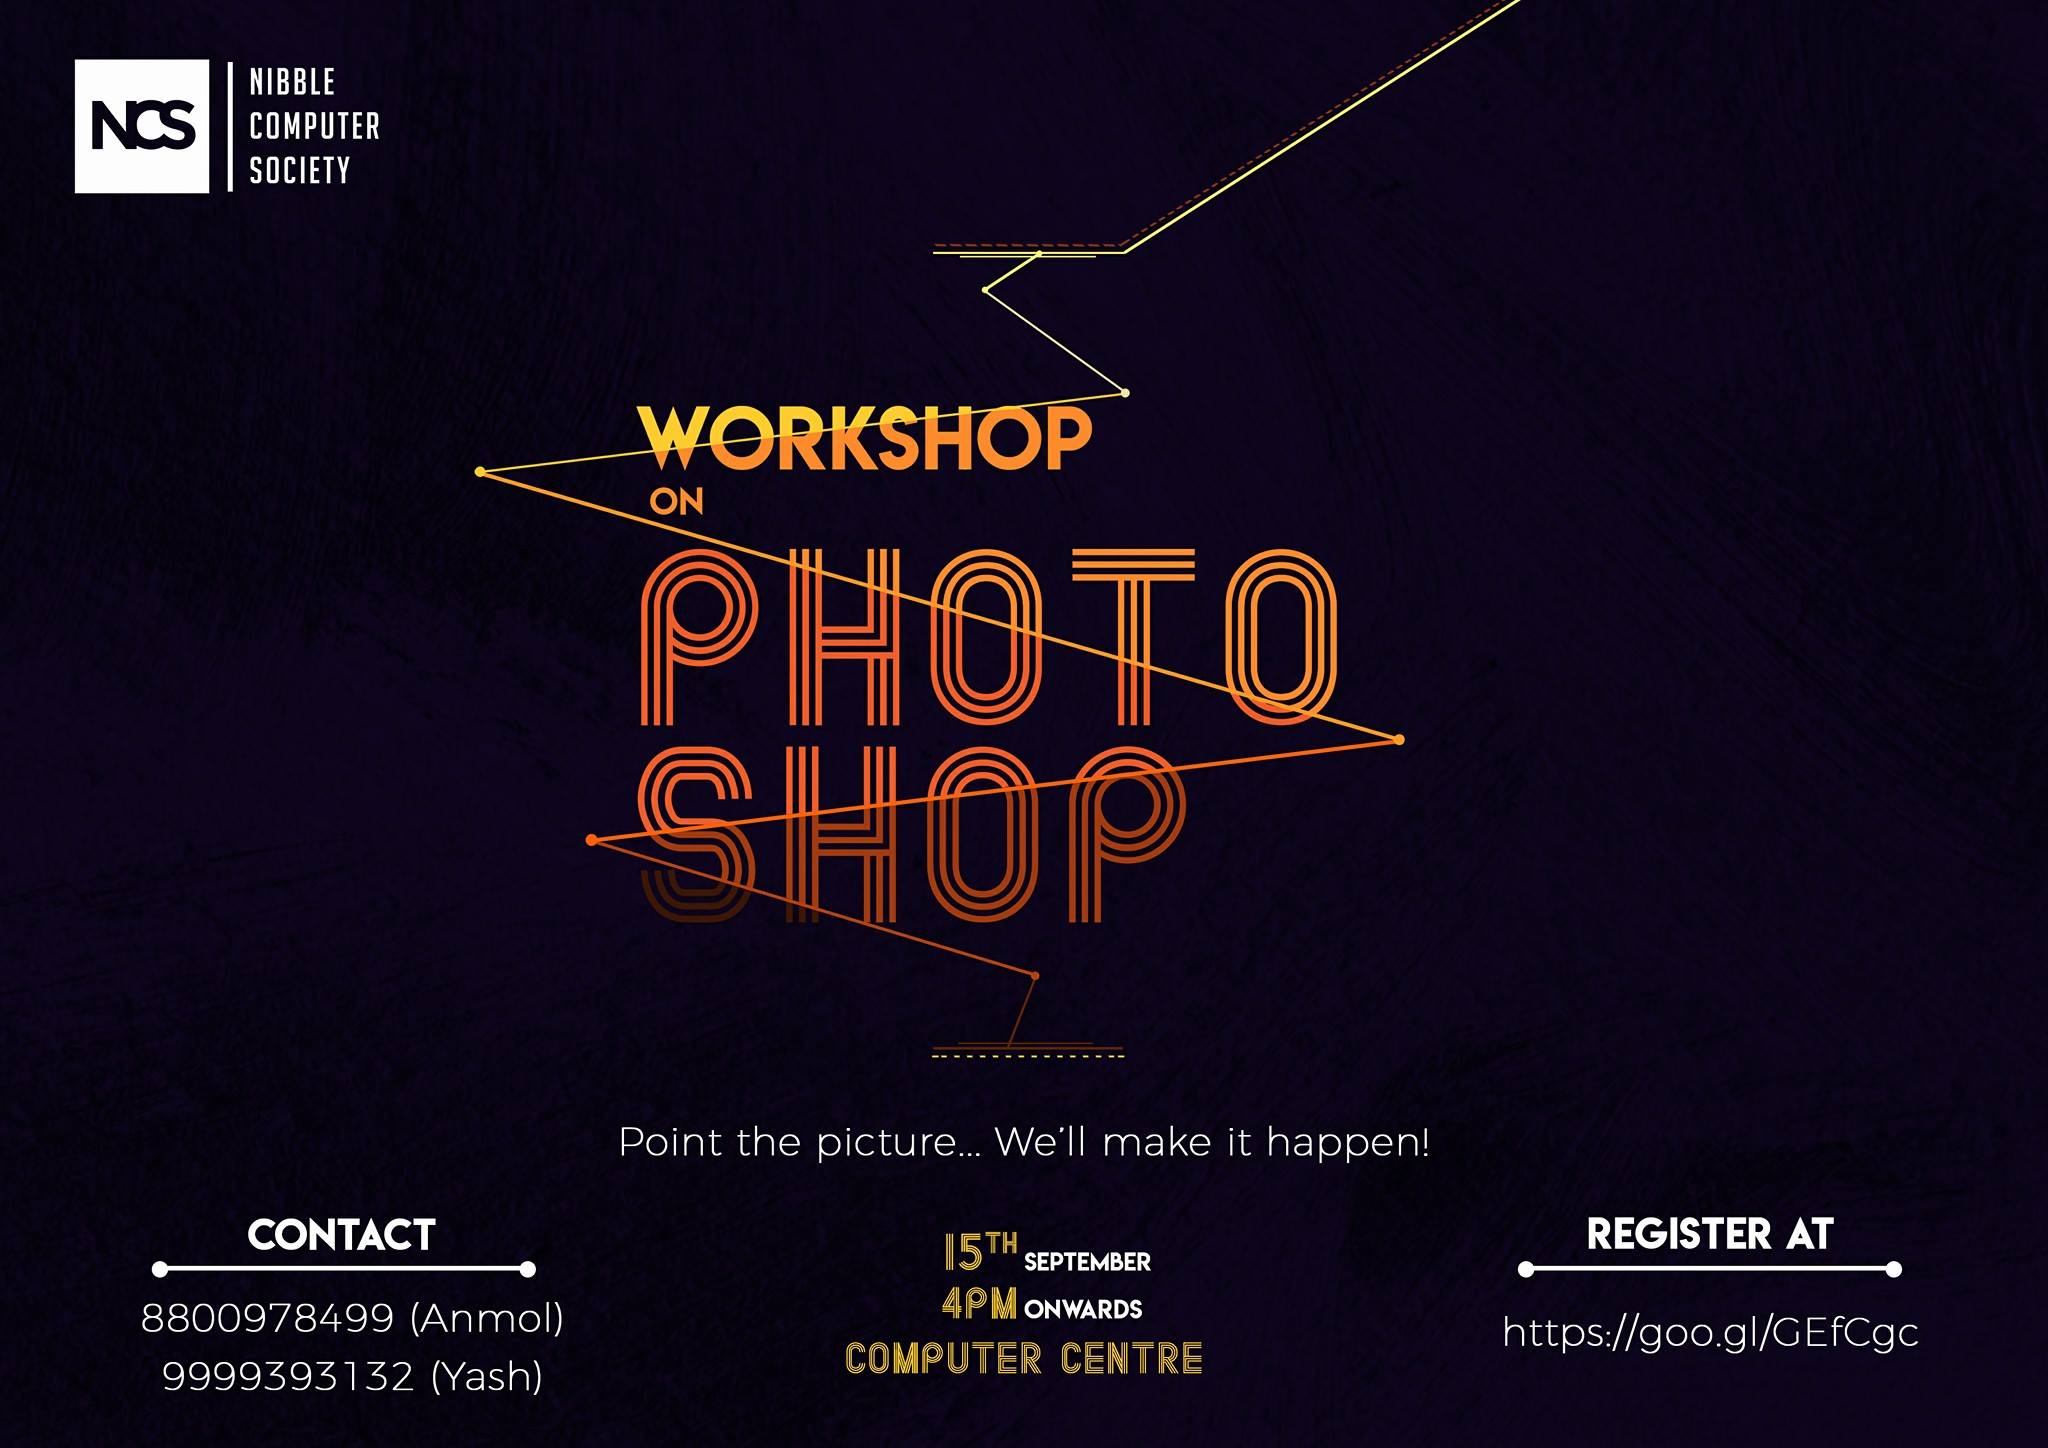 NCS
NIBBLE
COMPUTER
SOCIETY
WORKSHOP
ON
PHOTO
SHOP
Point the picture... We'll make it happen!
CONTACT
8800978499 (Anmol)
9999393132 (Yash)
15TH SEPTEMBER
4PM ONWARDS
COMPUTER CENTRE
REGISTER AT
https://goo.gl/GEfCgc